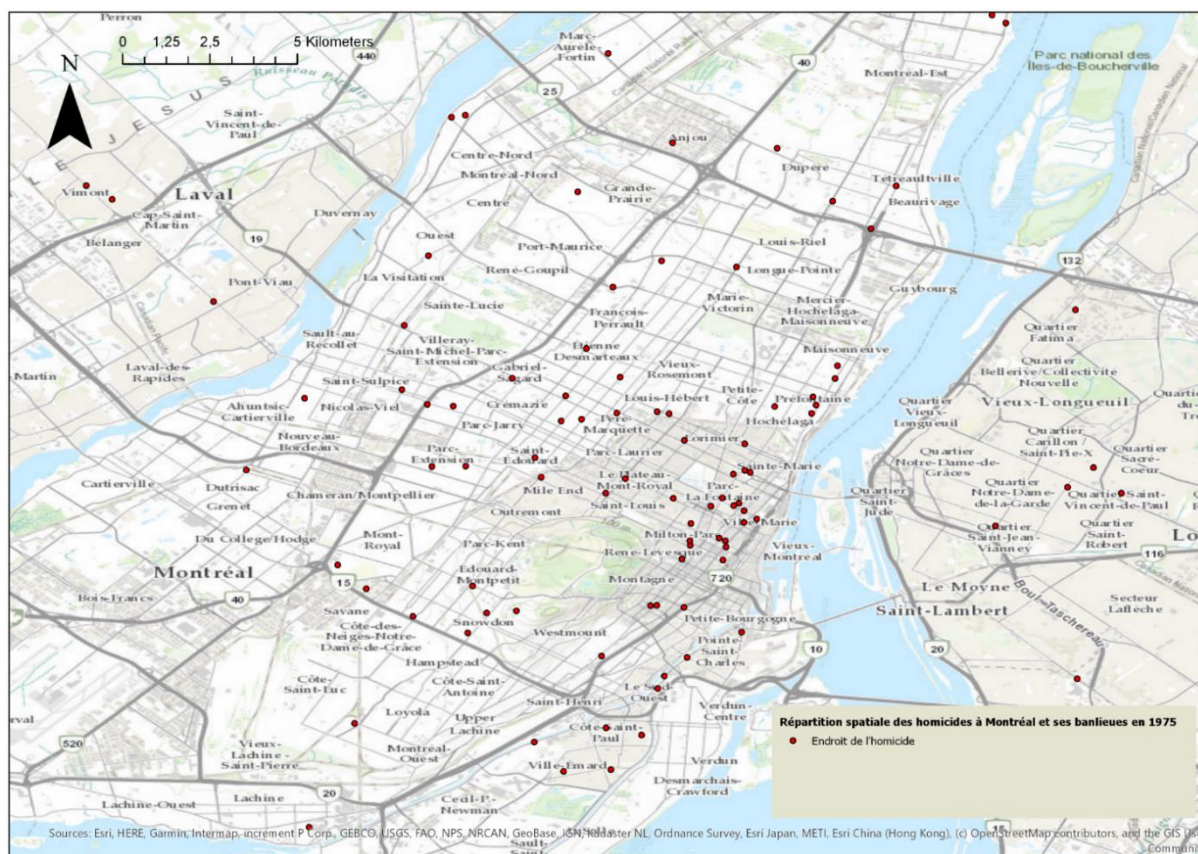 Perron
0 1,25 2,5 5 Kilometers
N
440
Ruisseau
Marc-
Aurèle-
Fortin
40
Parc national des
Îles-de-Boucherville
Montréal-Est
25
Saint-
Vincent-de-
Paul
Centre-Nord
Anjou
Montréal-Nord
Dupéré
Tétreaultville
Vimont
Laval
Centre
Grande-
Prairie
Beaurivage
Cap-Saint-
Martin
Duvernay
Belanger
19
Ouest
Port-Maurice
Louis-Riel
René-Goupil
Longue-Pointe
132
La Visitation
Pont-Viau
Sainte-Lucie
Marie-
Victorin
Guybourg
Mercier-
Hochelaga-
Maisonneuve
François-
Perrault
Quartier
Fatima
Sault-au-
Recollet
Villeray-
Saint-Michel-Parc-
Extension
Étienne
Desmarteaux
Maisonneuve
Quartier
Bellerive/Collectivité
Nouvelle
Martin
Laval-des-
Rapides
Gabriel-
Sagard
Vieux-
Rosemont
Saint-Sulpice
Petite-
Côte
Préfontaine
Vieux-Longueuil
Ahuntsic-
Cartierville
Nicolas-Viel
Crémazie
Louis-Hébert
Hochelaga
Quartier
Vieux-
Longueuil
Parc-Jarry
Père-
Marquette
Nouveau-
Bordeaux
Parc-
Extension
Saint-
Edouard
Parc-Laurier
Lorimier
Quartier
Carillon /
Saint-Pie-X
Quartier
Notre-Dame-de-
Grâces
Quartier
Sacre-
Coeur
Cartierville
Dutrisac
Chameran/Montpellier
Le Plateau-
Mont-Royal
Sainte-Marie
Grenet
Mile End
Saint-Louis
Parc-
La Fontaine
Quartier
Saint-
Jude
Quartier
Notre-Dame-
de-la-Garde
Quartier Saint-
Vincent-de-Paul
Outremont
Ville-Marie
Du College/Hodge
Mont-
Royal
Parc-Kent
Milton-Parc
René-Lévesque
Vieux-
Montréal
Quartier
Saint-Jean-
Vianney
Quartier
Saint-
Robert
116
Montréal
15
Edouard-
Montpetit
Montagne
720
Le Moyne
Bois-Francs
40
Savane
Snowdon
Saint-Lambert
Secteur
Laflèche
Boul Taschereau
Côte-des-
Neiges-Notre-
Dame-de-Grâce
Westmount
Petite-Bourgogne
Pointe-
Saint-
Charles
10
20
Hampstead
Côte-
Saint-Luc
Côte-Saint-
Antoine
Saint-Henri
Le Sud-
Ouest
Loyola
Upper
Lachine
Verdun-
Centre
520
Côte-Saint-
Paul
Vieux-
Lachine -
Saint-Pierre
Montréal-
Ouest
Ville-Emard
Verdun
Desmarchais-
Crawford
Lachine-Ouest
Lachine
20
Cecil-P.-
Newman
Répartition spatiale des homicides à Montréal et ses banlieues en 1975
Endroit de l'homicide
15
Sources: Esri, HERE, Garmin, Intermap, increment P Corp., GEBCO, USGS, FAO, NPS, NRCAN, GeoBase, IGN, Kadaster NL, Ordnance Survey, Esri Japan, METI, Esri China (Hong Kong), (c) OpenStreetMap contributors, and the GIS